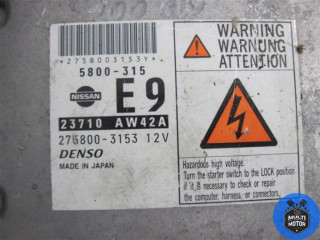 *2758003153Y*
5800-315
NISSAN
E9
23710 AW42A
275800-3153 12V
DENSO
MADE IN JAPAN
WARNING
WARNUNG
ATTENTION
Hazardous high voltage.
Turn the starter switch to the LOCK position
if it is necessary to check or repair
the computer, harness, or connectors.
MULTI
MOTOR